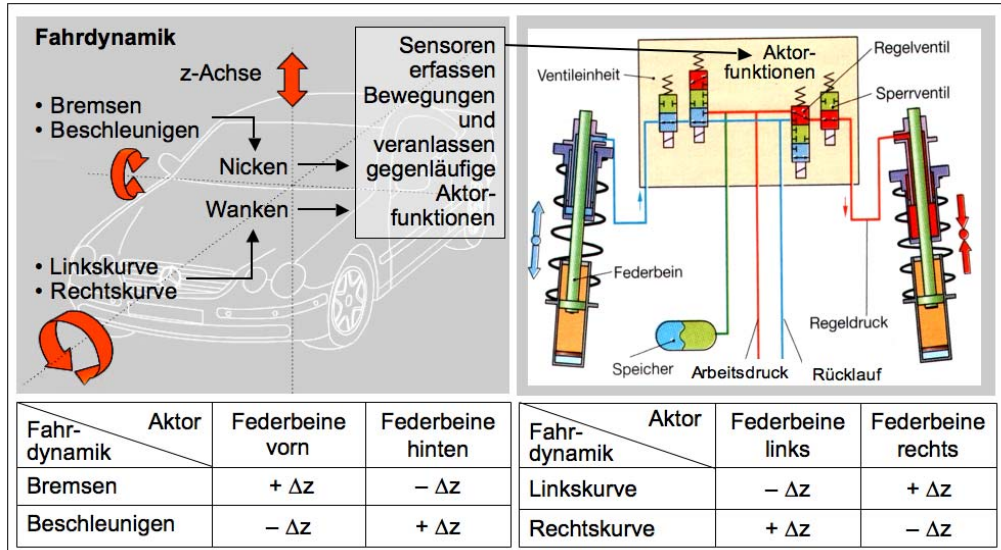 Fahrdynamik
z-Achse
• Bremsen
• Beschleunigen
Nicken
Wanken
• Linkskurve
• Rechtskurve
Sensoren
erfassen
Bewegungen
und
veranlassen
gegenläufige
Aktor-
funktionen
Aktor-
funktionen
Ventileinheit
Regelventil
Sperrventil
Federbein
Regeldruck
Speicher
Arbeitsdruck
Rücklauf
Fahr-
dynamik
Aktor
Federbeine
vorn
Federbeine
hinten
Bremsen
+ Δz
– Δz
Beschleunigen
– Δz
+ Δz
Fahr-
dynamik
Aktor
Federbeine
links
Federbeine
rechts
Linkskurve
– Δz
+ Δz
Rechtskurve
+ Δz
– Δz